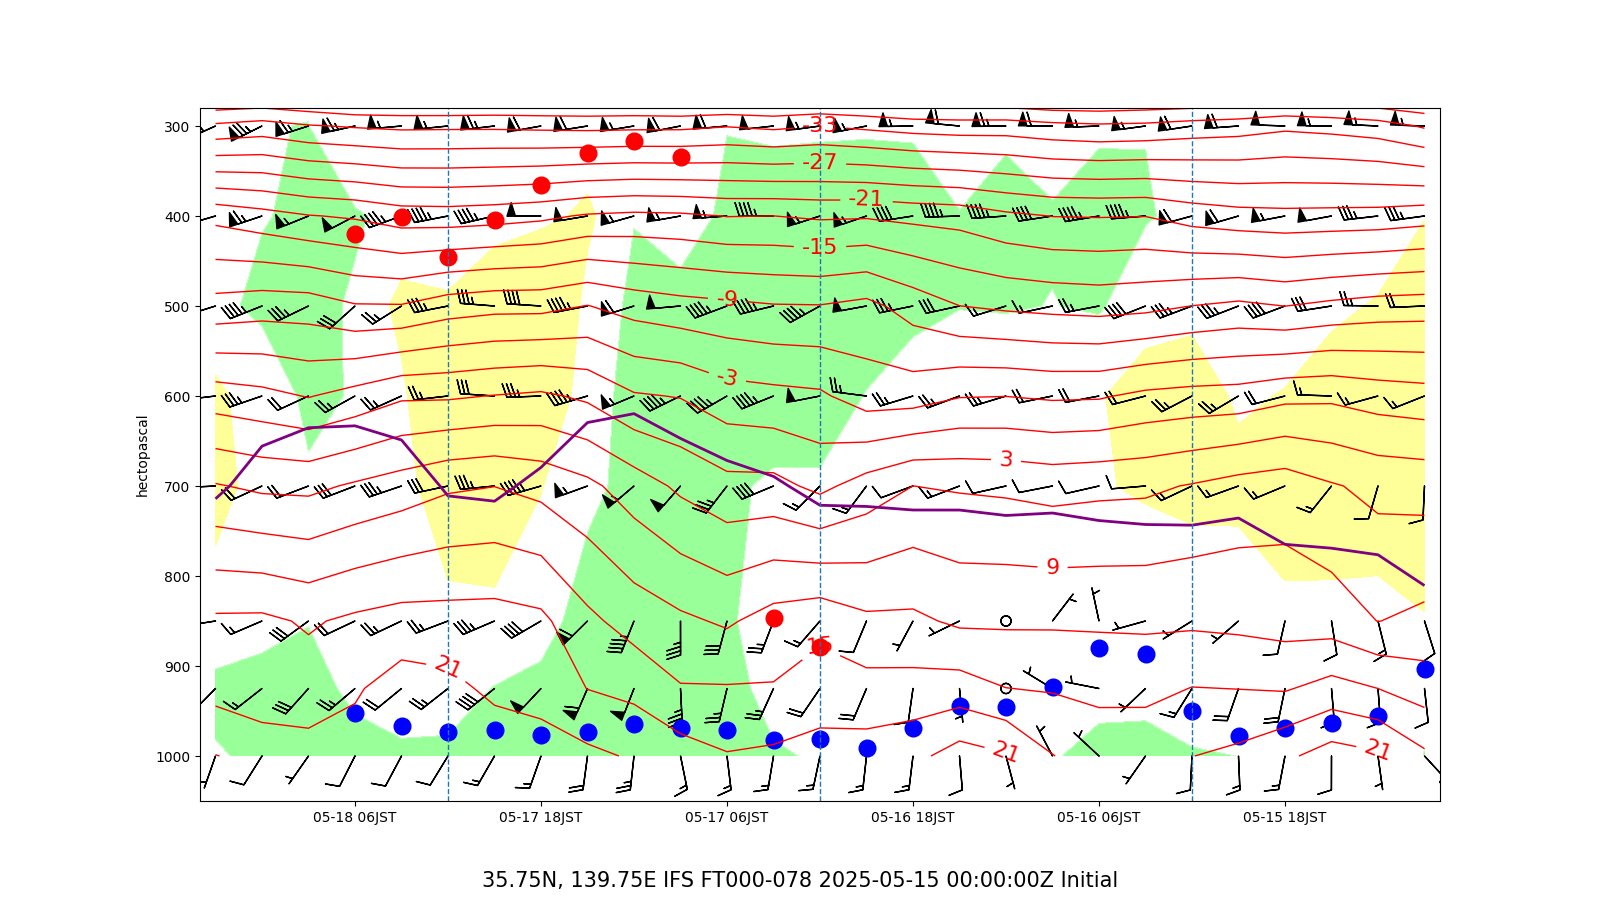 300
400
500
600
700
800
900
1000
hectopascal
-33
-27
-21
-15
-9
-3
3
9
15
21
21
21
05-18 06JST
05-17 18JST
05-17 06JST
05-16 18JST
05-16 06JST
05-15 18JST
35.75N, 139.75E IFS FT000-078 2025-05-15 00:00:00Z Initial